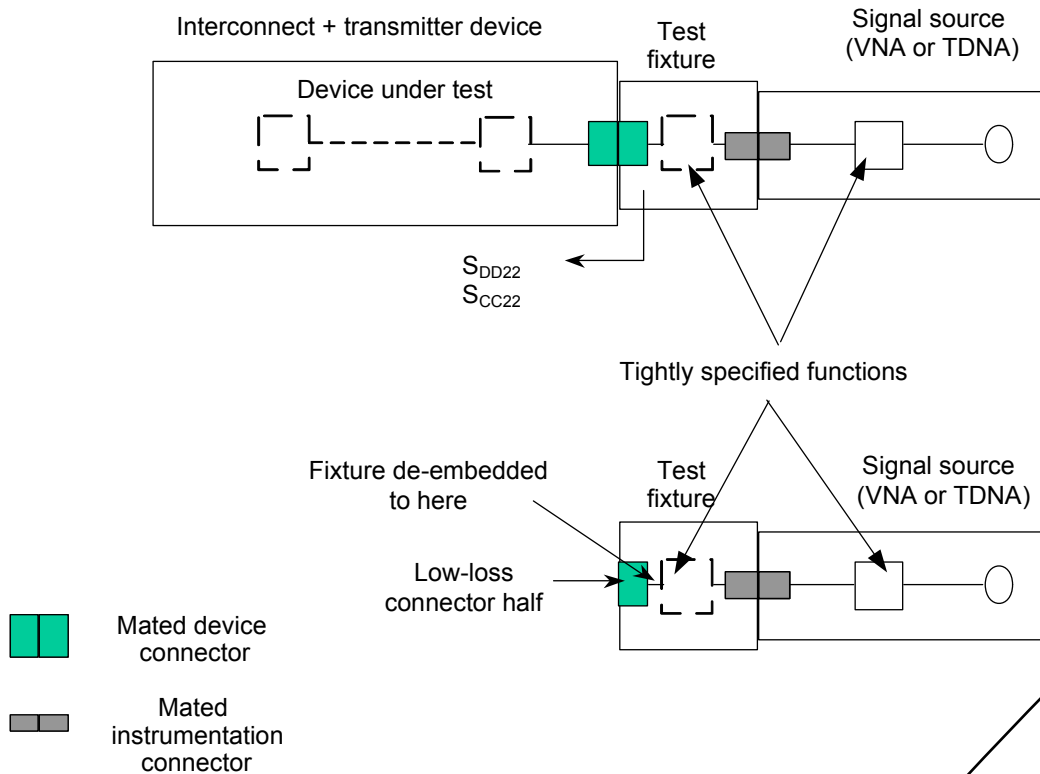 Interconnect + transmitter device
Test
fixture
Signal source
(VNA or TDNA)
Device under test
S_DD22
S_CC22
Tightly specified functions
Fixture de-embedded
to here
Test
fixture
Signal source
(VNA or TDNA)
Low-loss
connector half
Mated device
connector
Mated
instrumentation
connector